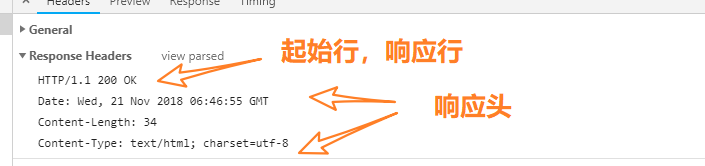 Headers Preview Response Timing
General
Response Headers view parsed
起始行，响应行
HTTP/1.1 200 OK
Date: Wed, 21 Nov 2018 06:46:55 GMT
响应头
Content-Length: 34
Content-Type: text/html; charset=utf-8